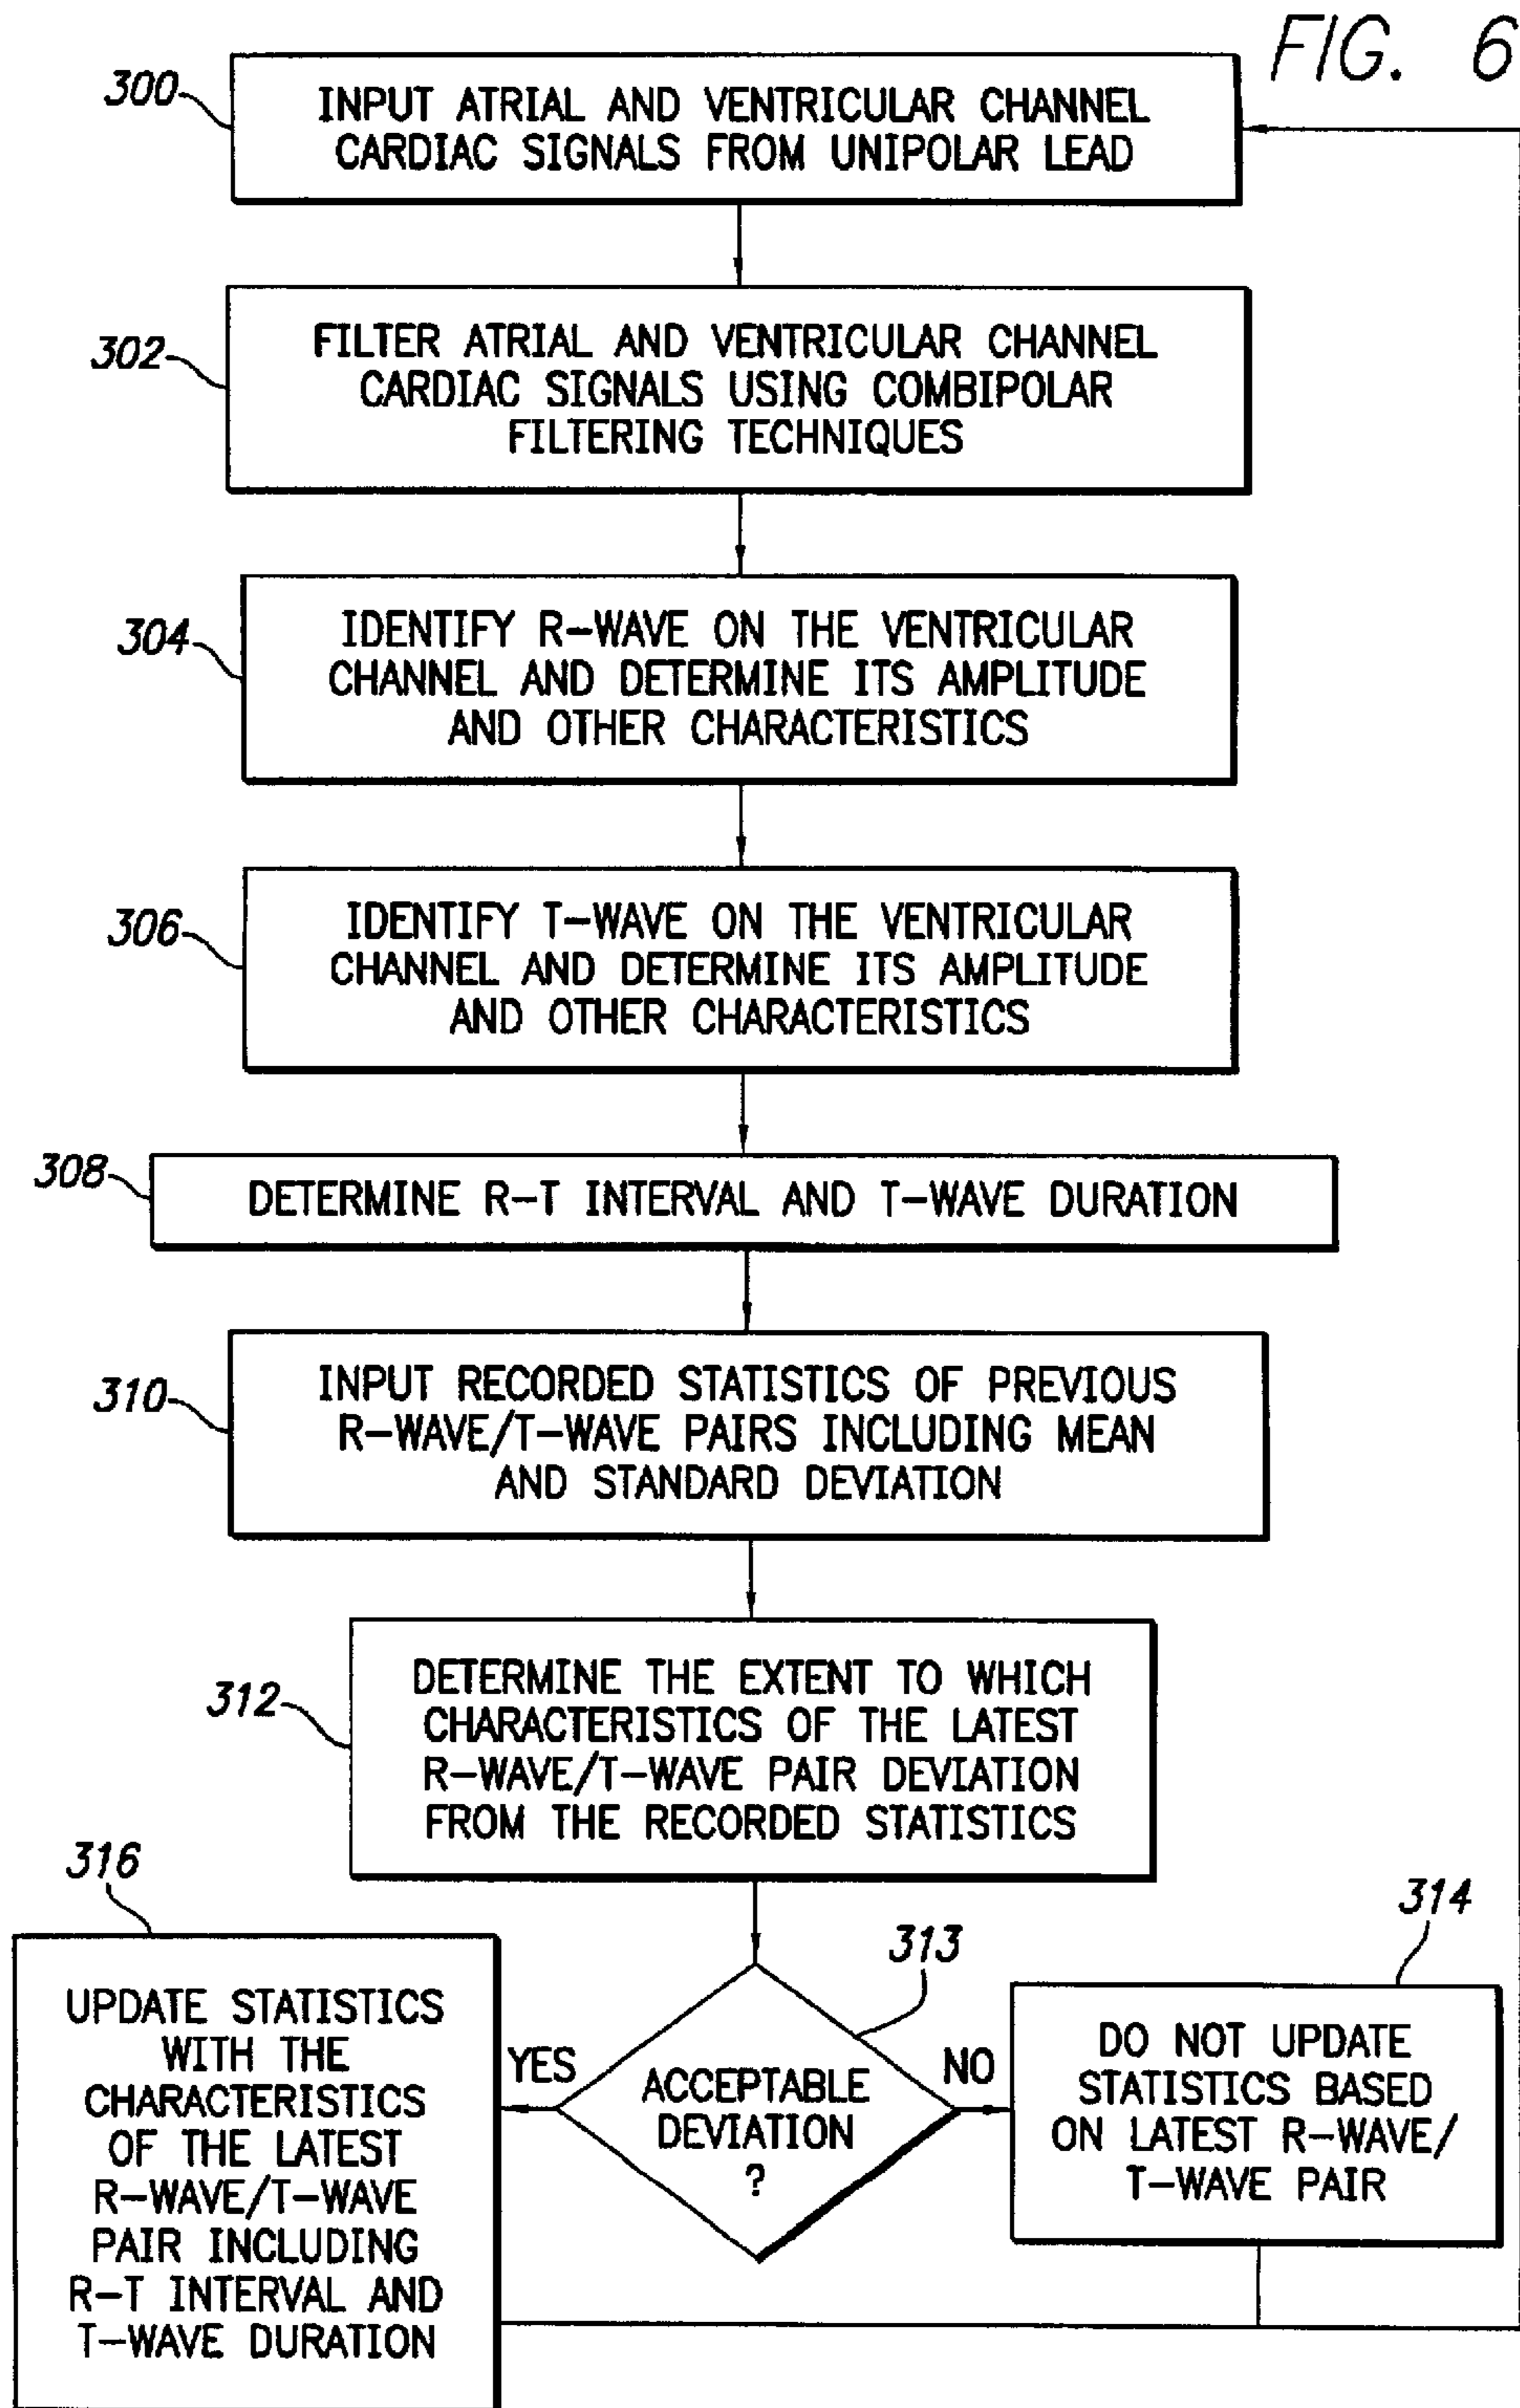 FIG. 6
300
INPUT ATRIAL AND VENTRICULAR CHANNEL
CARDIAC SIGNALS FROM UNIPOLAR LEAD
302
FILTER ATRIAL AND VENTRICULAR CHANNEL
CARDIAC SIGNALS USING COMBIPOLAR
FILTERING TECHNIQUES
304
IDENTIFY R-WAVE ON THE VENTRICULAR
CHANNEL AND DETERMINE ITS AMPLITUDE
AND OTHER CHARACTERISTICS
306
IDENTIFY T-WAVE ON THE VENTRICULAR
CHANNEL AND DETERMINE ITS AMPLITUDE
AND OTHER CHARACTERISTICS
308
DETERMINE R-T INTERVAL AND T-WAVE DURATION
310
INPUT RECORDED STATISTICS OF PREVIOUS
R-WAVE/T-WAVE PAIRS INCLUDING MEAN
AND STANDARD DEVIATION
312
DETERMINE THE EXTENT TO WHICH
CHARACTERISTICS OF THE LATEST
R-WAVE/T-WAVE PAIR DEVIATION
FROM THE RECORDED STATISTICS
316
UPDATE STATISTICS
WITH THE
CHARACTERISTICS
OF THE LATEST
R-WAVE/T-WAVE
PAIR INCLUDING
R-T INTERVAL AND
T-WAVE DURATION
YES
313
ACCEPTABLE
DEVIATION
?
NO
314
DO NOT UPDATE
STATISTICS BASED
ON LATEST R-WAVE/
T-WAVE PAIR